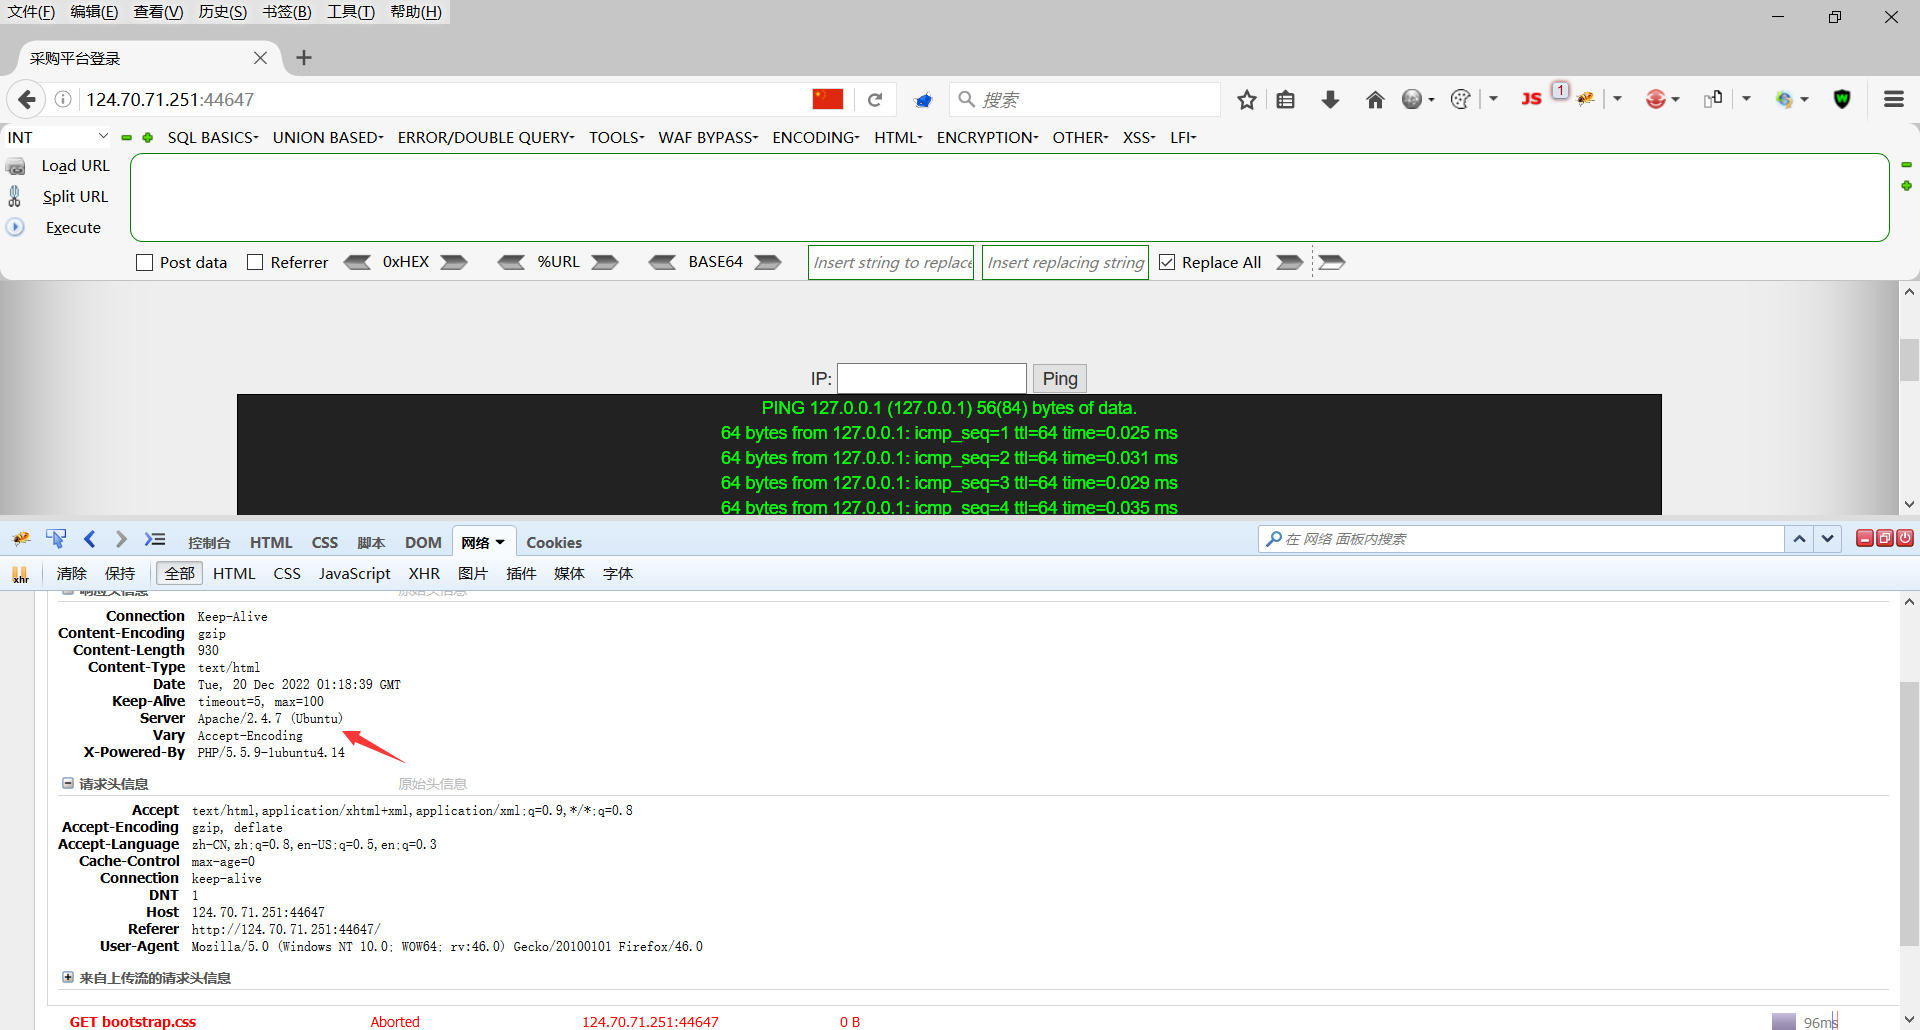 文件(F) 编辑(E) 查看(V) 历史(S) 书签(B) 工具(T) 帮助(H)
采购平台登录
124.70.71.251:44647
搜索
JS 1
INT
SQL BASICS UNION BASED ERROR/DOUBLE QUERY TOOLS WAF BYPASS ENCODING HTML ENCRYPTION OTHER XSS LFI
Load URL
Split URL
Execute
Post data Referrer 0xHEX %URL BASE64 Insert string to replace Insert replacing string Replace All
IP: Ping
PING 127.0.0.1 (127.0.0.1) 56(84) bytes of data.
64 bytes from 127.0.0.1: icmp_seq=1 ttl=64 time=0.025 ms
64 bytes from 127.0.0.1: icmp_seq=2 ttl=64 time=0.031 ms
64 bytes from 127.0.0.1: icmp_seq=3 ttl=64 time=0.029 ms
64 bytes from 127.0.0.1: icmp_seq=4 ttl=64 time=0.035 ms
控制台 HTML CSS 脚本 DOM 网络 Cookies 在 网络 面板内搜索
xhr 清除 保持 全部 HTML CSS JavaScript XHR 图片 插件 媒体 字体
响应头信息 原始头信息
Connection Keep-Alive
Content-Encoding gzip
Content-Length 930
Content-Type text/html
Date Tue, 20 Dec 2022 01:18:39 GMT
Keep-Alive timeout=5, max=100
Server Apache/2.4.7 (Ubuntu)
Vary Accept-Encoding
X-Powered-By PHP/5.5.9-1ubuntu4.14
请求头信息 原始头信息
Accept text/html,application/xhtml+xml,application/xml;q=0.9,*/*;q=0.8
Accept-Encoding gzip, deflate
Accept-Language zh-CN,zh;q=0.8,en-US;q=0.5,en;q=0.3
Cache-Control max-age=0
Connection keep-alive
DNT 1
Host 124.70.71.251:44647
Referer http://124.70.71.251:44647/
User-Agent Mozilla/5.0 (Windows NT 10.0; WOW64; rv:46.0) Gecko/20100101 Firefox/46.0
来自上传流的请求头信息
GET bootstrap.css Aborted 124.70.71.251:44647 0 B 96ms